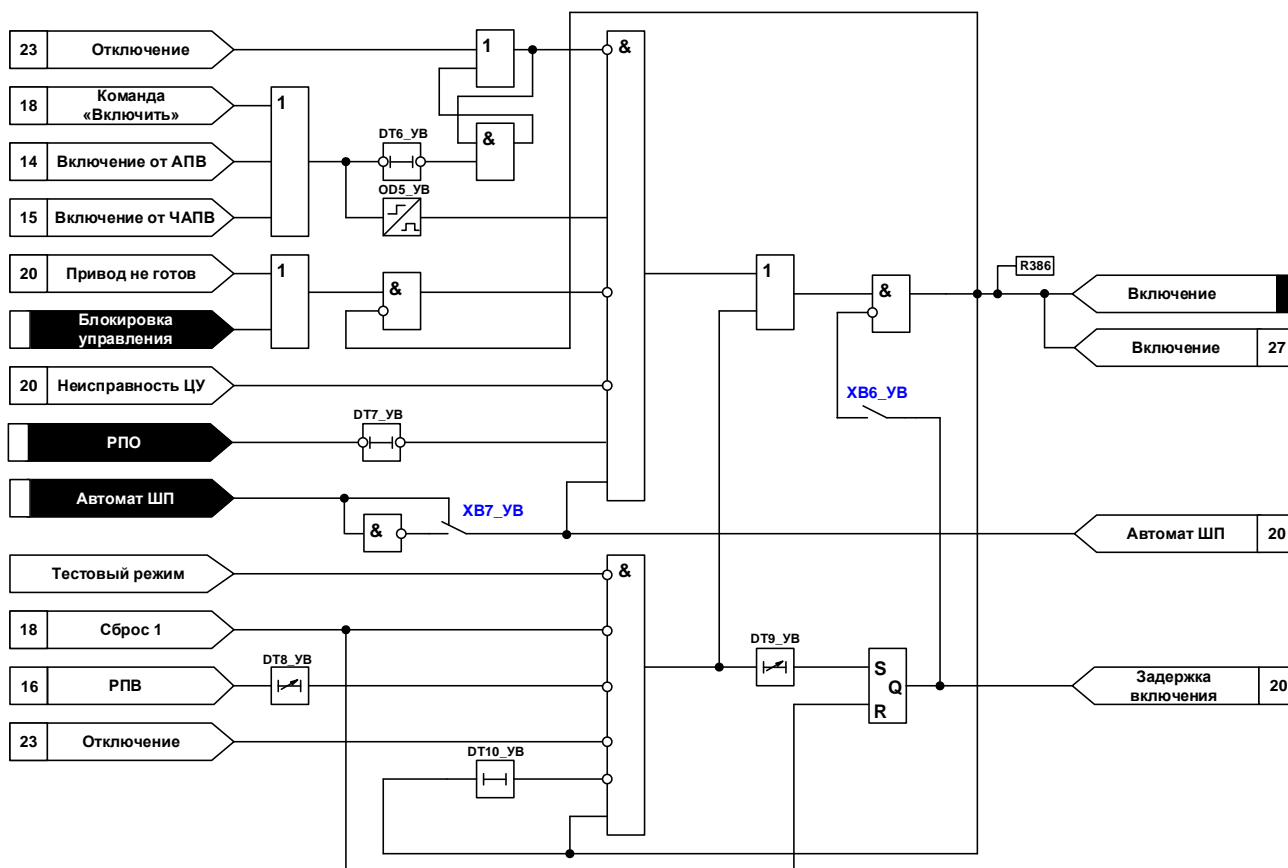 23 Отключение
18 Команда
«Включить»
14 Включение от АПВ
15 Включение от ЧАПВ
20 Привод не готов
Блокировка
управления
20 Неисправность ЦУ
РПО
Автомат ШП
Тестовый режим
18 Сброс 1
16 РПВ
23 Отключение
1
1
1
&
DT6_УВ
OD5_УВ
&
DT7_УВ
&
XB7_УВ
DT8_УВ
DT10_УВ
&
&
1
&
XB6_УВ
DT9_УВ
S
Q
R
R386
Включение
Включение 27
Автомат ШП 20
Задержка
включения 20